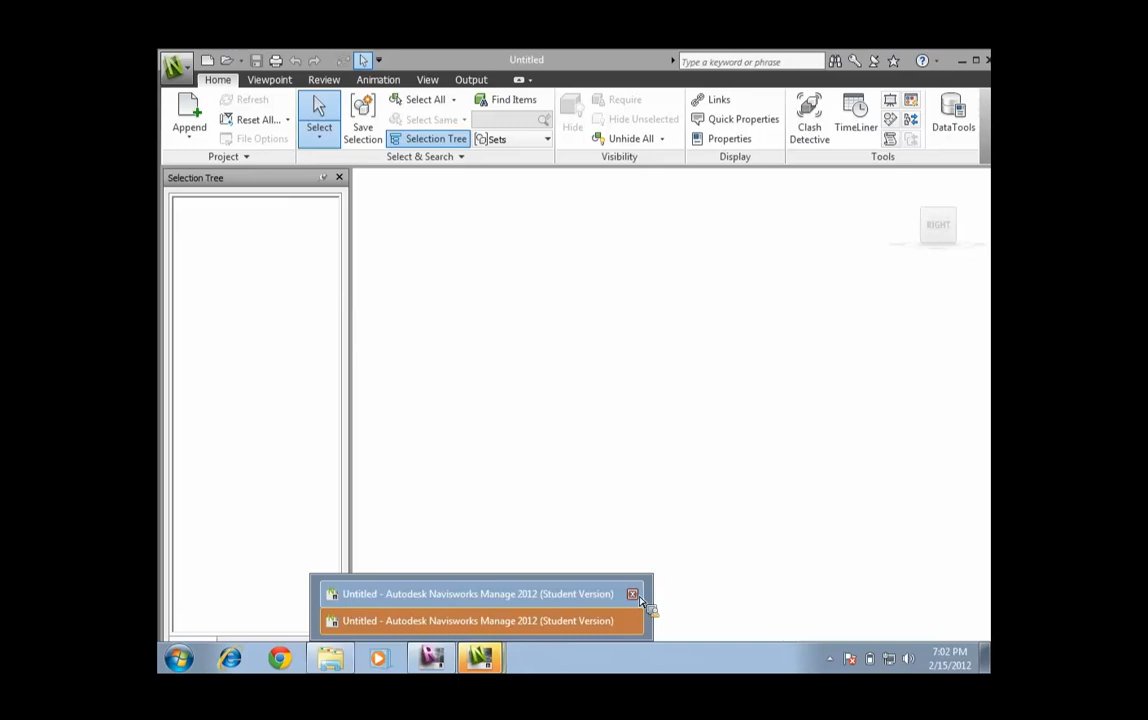 Untitled
Type a keyword or phrase
Home Viewpoint Review Animation View Output
Append
Refresh
Reset All...
File Options
Project
Select
Save Selection
Select All
Select Same
Selection Tree
Find Items
Sets
Select & Search
Hide
Require
Hide Unselected
Unhide All
Visibility
Links
Quick Properties
Properties
Display
Clash Detective
TimeLiner
DataTools
Tools
Selection Tree
RIGHT
Untitled - Autodesk Navisworks Manage 2012 (Student Version)
Untitled - Autodesk Navisworks Manage 2012 (Student Version)
7:02 PM
2/15/2012